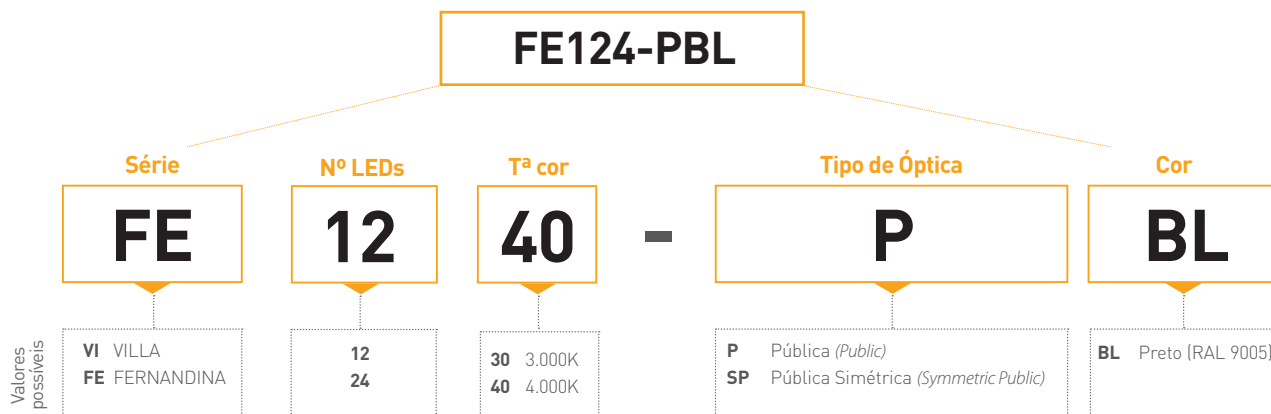 FE124-PBL
Série
Nº LEDs
Tª cor
Tipo de Óptica
Cor
FE
12
40
-
P
BL
Valores possíveis
VI VILLA
FE FERNANDINA
12
24
30 3.000K
40 4.000K
P Pública (Public)
SP Pública Simétrica (Symmetric Public)
BL Preto (RAL 9005)